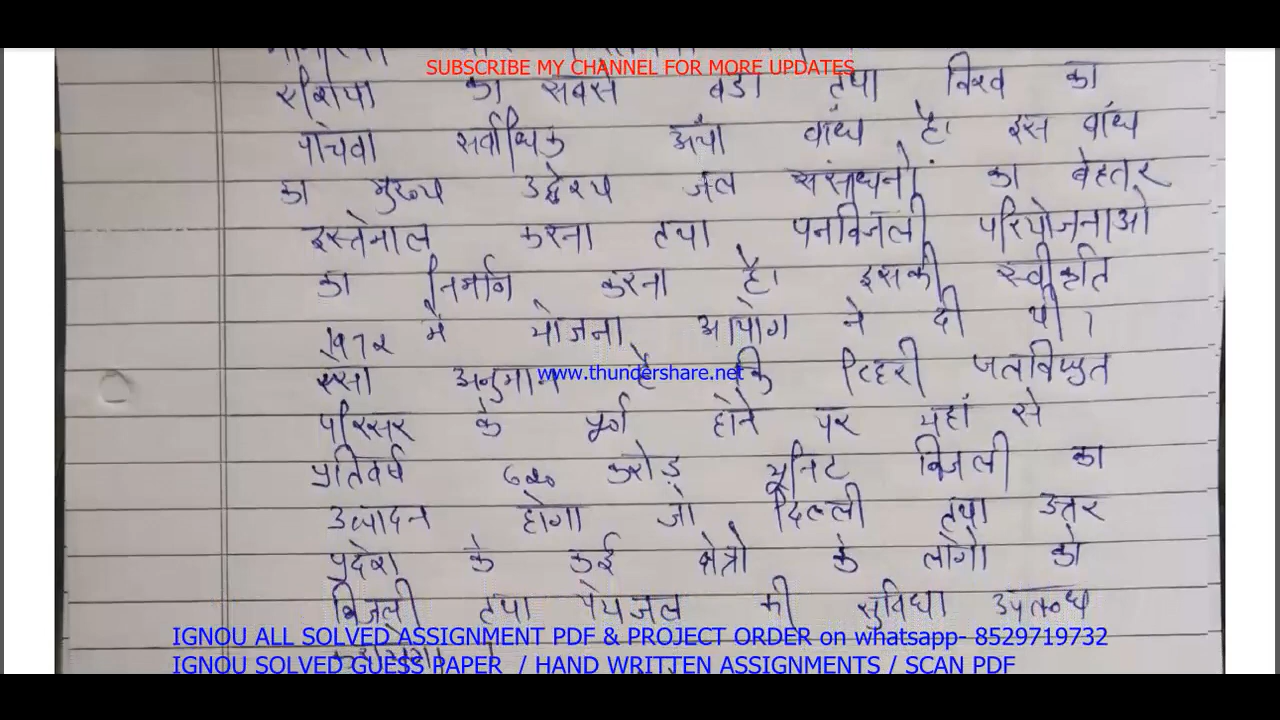 SUBSCRIBE MY CHANNEL FOR MORE UPDATES
एशिया का सबसे बडा तथा विश्व का
पांचवा सर्वाधिक ऊंचा बांध है। इस बांध
का मुख्य उद्देश्य जल संसाधनों का बेहतर
इस्तेमाल करना तथा पनबिजली परियोजनाओ
का निर्माण करना है। इसकी स्वीकृति
1972 में योजना आयोग ने दी थी।
अनुमान है कि टिहरी जलविधुत
www.thundershare.net
परिसर के पूर्ण होने पर यहां से
प्रतिवर्ष करोड़ यूनिट बिजली का
उत्पादन होगा जो दिल्ली तथा उत्तर
प्रदेश के कई क्षेत्रो के लोगो को
बिजली तथा पेयजल की सुविधा उपलब्ध
IGNOU ALL SOLVED ASSIGNMENT PDF & PROJECT ORDER on whatsapp- 8529719732
IGNOU SOLVED GUESS PAPER / HAND WRITTEN ASSIGNMENTS / SCAN PDF